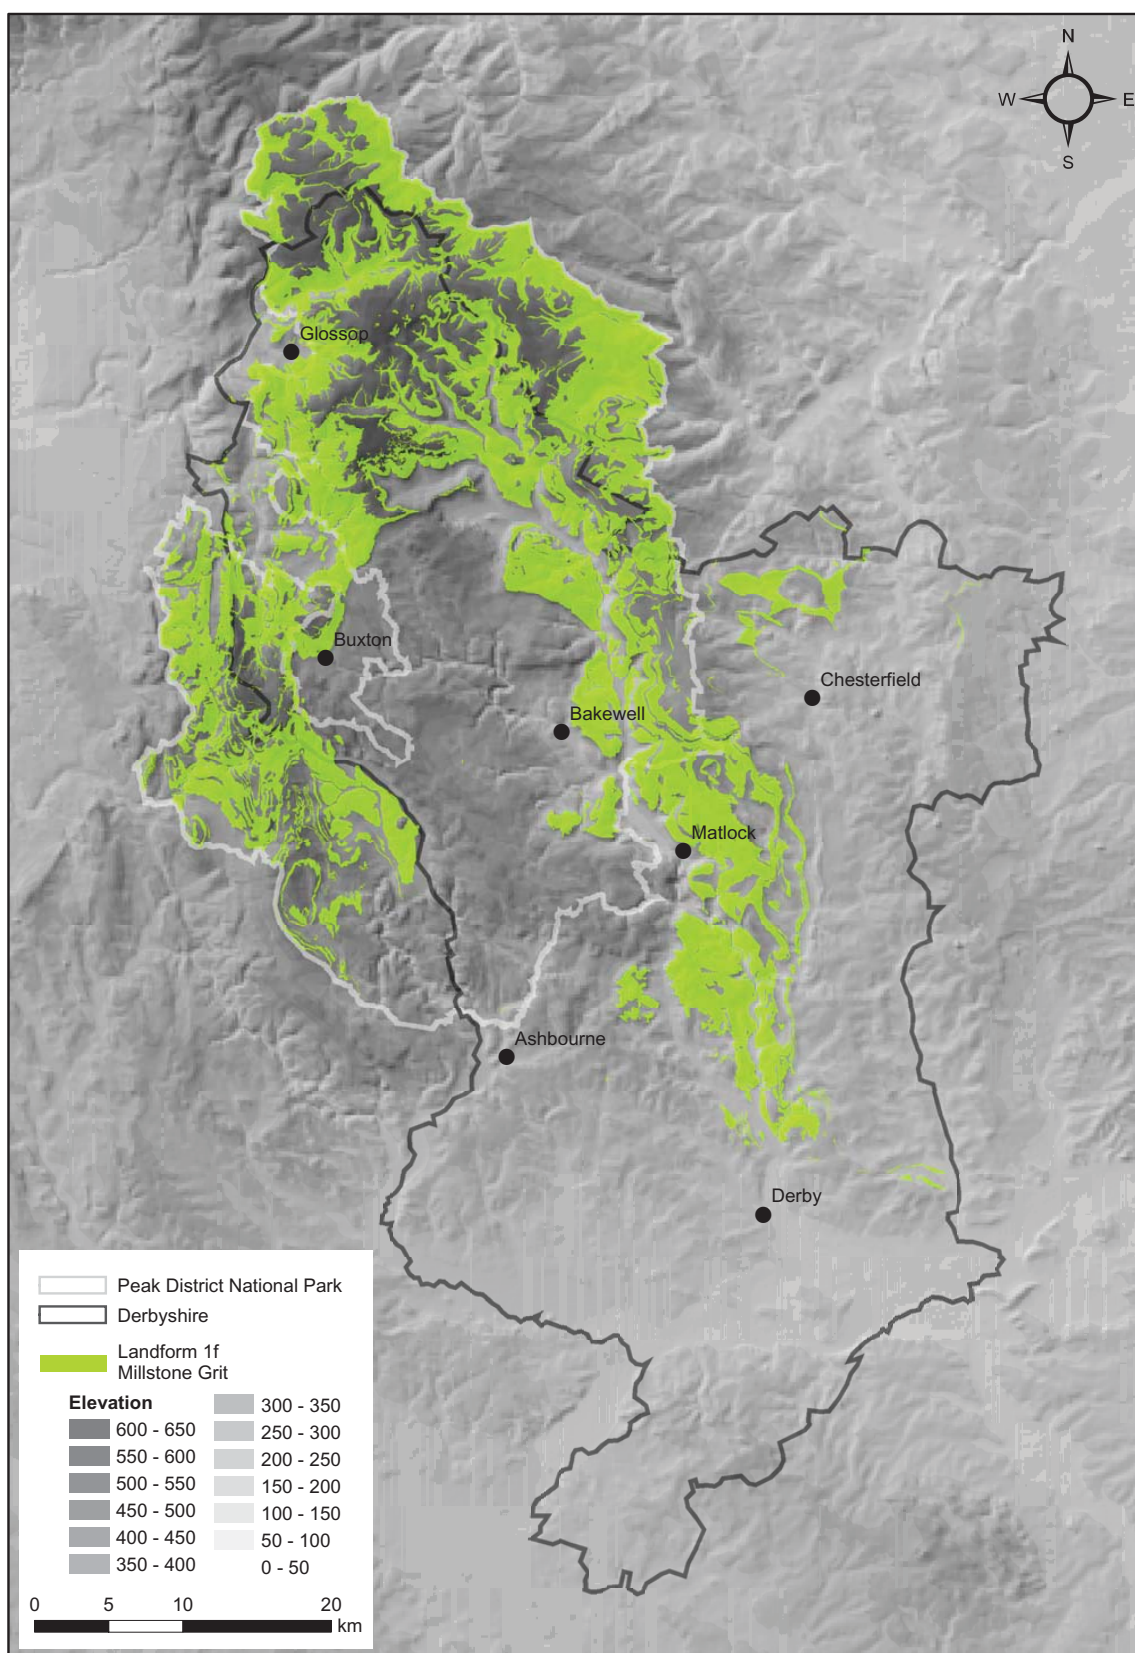 N
W
E
S
Glossop
Buxton
Chesterfield
Bakewell
Matlock
Ashbourne
Derby
Peak District National Park
Derbyshire
Landform 1f
Millstone Grit
Elevation
600 - 650
550 - 600
500 - 550
450 - 500
400 - 450
350 - 400
300 - 350
250 - 300
200 - 250
150 - 200
100 - 150
50 - 100
0 - 50
0 5 10 20
km